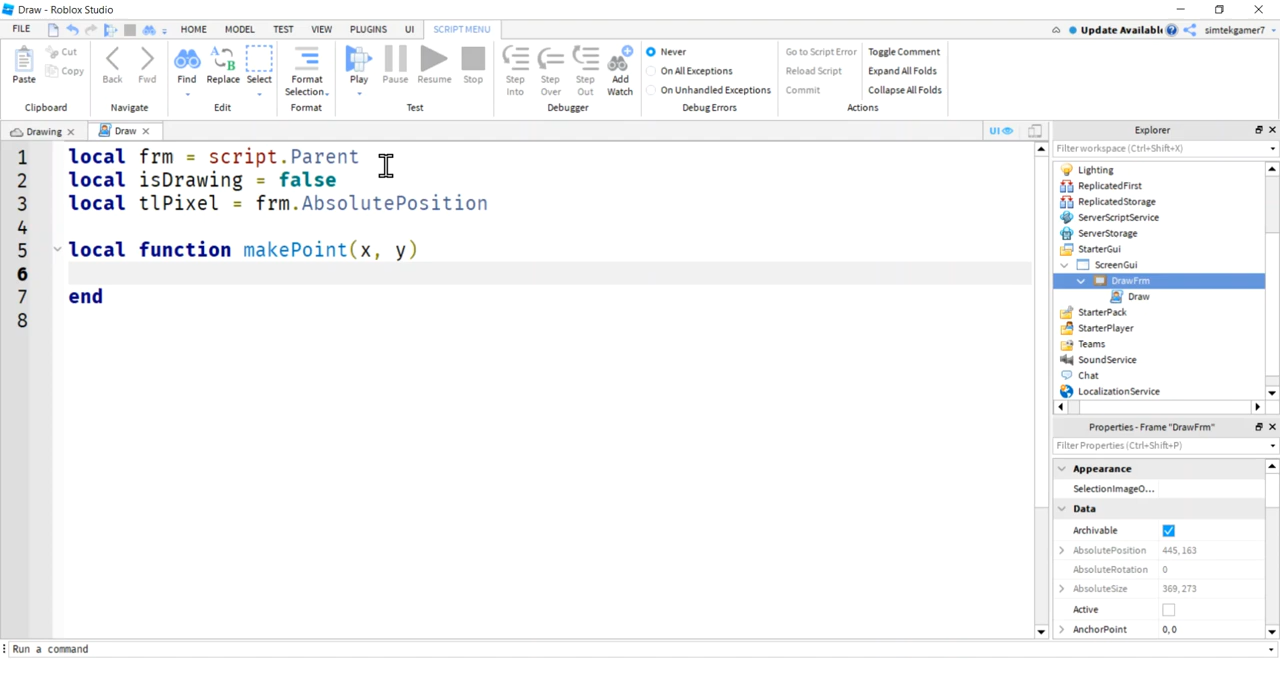 Draw - Roblox Studio
FILE HOME MODEL TEST VIEW PLUGINS UI SCRIPT MENU Update Availabl simtekgamer7
Paste Cut Copy Back Fwd Find Replace Select Format Selection Play Pause Resume Stop Step Into Step Over Step Out Add Watch
Never Go to Script Error Toggle Comment
On All Exceptions Reload Script Expand All Folds
On Unhandled Exceptions Commit Collapse All Folds
Clipboard Navigate Edit Format Test Debugger Debug Errors Actions
Drawing Draw UI Explorer
Filter workspace (Ctrl+Shift+X)
1 local frm = script.Parent
2 local isDrawing = false
3 local tlPixel = frm.AbsolutePosition
4
5 local function makePoint(x, y)
6
7 end
8
Lighting
ReplicatedFirst
ReplicatedStorage
ServerScriptService
ServerStorage
StarterGui
ScreenGui
DrawFrm
Draw
StarterPack
StarterPlayer
Teams
SoundService
Chat
LocalizationService
Properties - Frame "DrawFrm"
Filter Properties (Ctrl+Shift+P)
Appearance
SelectionImageO...
Data
Archivable
AbsolutePosition 445, 163
AbsoluteRotation 0
AbsoluteSize 369, 273
Active
AnchorPoint 0, 0
Run a command